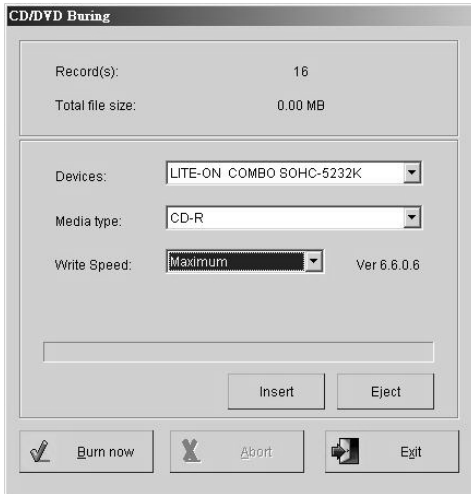 CD/DVD Buring
Record(s): 16
Total file size: 0.00 MB
Devices: LITE-ON COMBO SOHC-5232K
Media type: CD-R
Write Speed: Maximum Ver 6.6.0.6
Insert Eject
Burn now Abort Exit